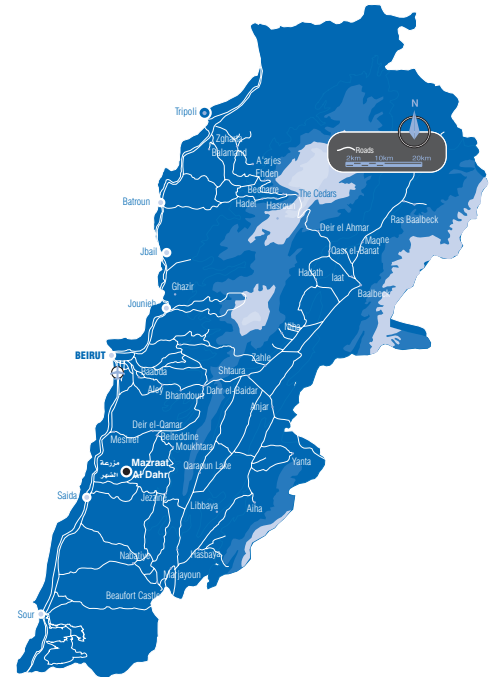 N
Roads
2km 10km 20km
Tripoli
Zgharta
Balamand
A'arjes
Ehden
Becharre
The Cedars
Hadet
Hasroun
Batroun
Ras Baalbeck
Deir el Ahmar
Maqne
Qasr el-Banat
Jbail
Hadath
Iaat
Ghazir
Baalbeck
Jounieh
Niha
BEIRUT
Zahle
Baabda
Shtaura
Aley
Bhamdoun
Dahr el-Baidar
Anjar
Deir el-Qamar
Beiteddine
Meshref
Moukhtara
مزرعة
الضهر
Mazraat
Al Dahr
Qaraoun Lake
Yanta
Saida
Jezzine
Libbaya
Aiha
Nabatiye
Hasbaya
Marjayoun
Beaufort Castle
Sour